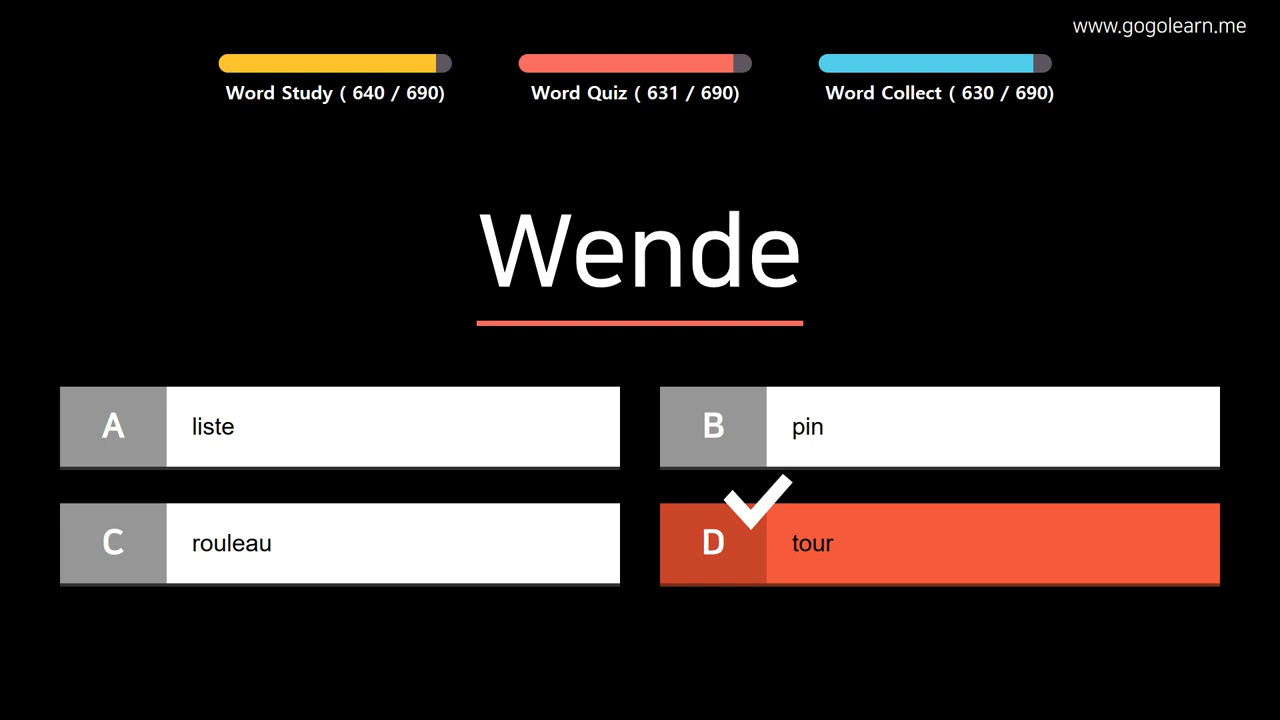 www.gogolearn.me
Word Study ( 640 / 690)
Word Quiz ( 631 / 690)
Word Collect ( 630 / 690)
Wende
A liste
B pin
C rouleau
D tour